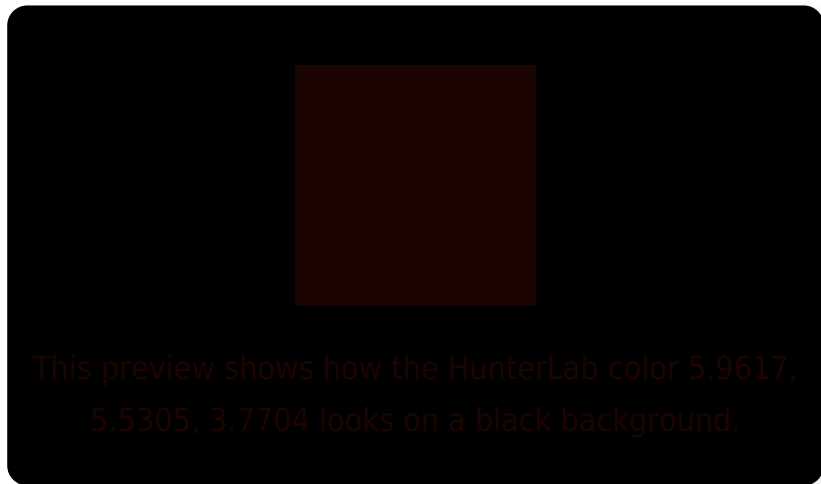 This preview shows how the HunterLab color 5.9617,
5.5305, 3.7704 looks on a black background.